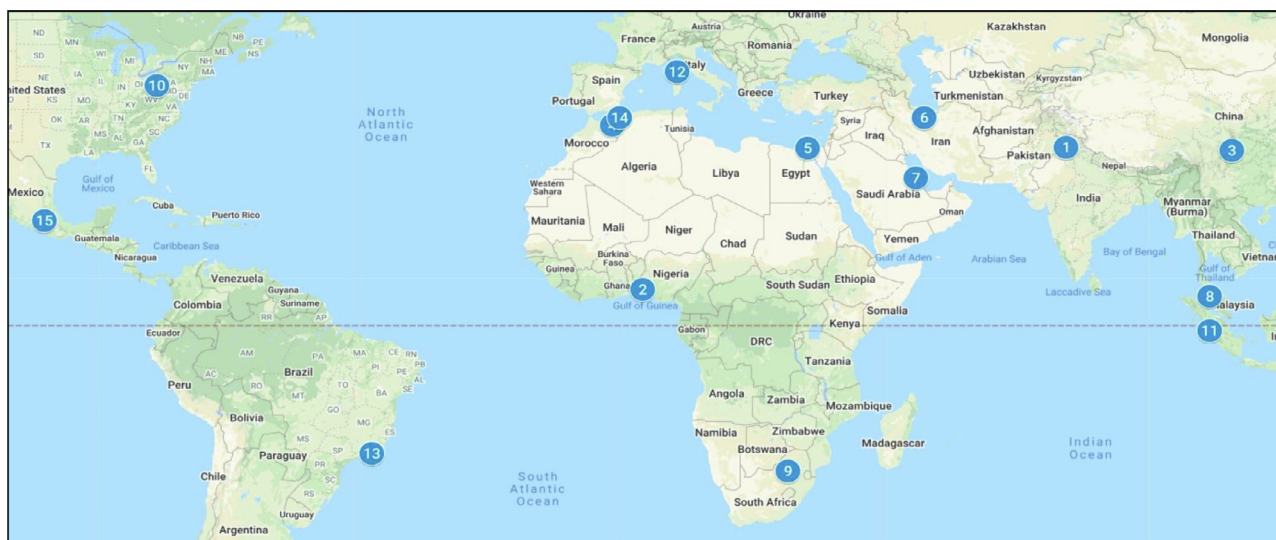 Ukraine
Kazakhstan
Mongolia
ND
MN
NB
PE
NS
SD
WI
MI
NY
NH
ME
France
Austria
Romania
Italy
NE
IA
IL
IN
OH
MA
RI
10
12
Uzbekistan
Kyrgyzstan
Spain
Greece
Turkey
Turkmenistan
United States
KS
MO
KY
WV
VA
DE
Portugal
14
North
Atlantic
Ocean
6
China
OK
AR
TN
NC
SC
Tunisia
Syria
Iraq
Iran
Afghanistan
MS
AL
GA
Morocco
5
1
3
TX
LA
Pakistan
FL
Algeria
Libya
Egypt
7
Nepal
Gulf of
Mexico
Mexico
Western
Sahara
Saudi Arabia
India
Myanmar
(Burma)
15
Cuba
Puerto Rico
Mauritania
Mali
Niger
Chad
Sudan
Oman
Guatemala
Caribbean Sea
Yemen
Thailand
Nicaragua
Burkina
Faso
Gulf of Aden
Arabian Sea
Bay of Bengal
Vietnam
Venezuela
Guinea
Nigeria
Ethiopia
Gulf of
Thailand
Guyana
Ghana
2
South Sudan
Laccadive Sea
Colombia
Suriname
Gulf of Guinea
Somalia
8
Malaysia
RR
AP
Ecuador
Gabon
Kenya
11
DRC
AM
PA
MA
CE
RN
PB
Tanzania
AC
RO
Brazil
TO
PI
PE
AL
SE
Peru
MT
BA
Angola
Zambia
Mozambique
Bolivia
GO
MG
ES
Namibia
Zimbabwe
Madagascar
MS
SP
13
Botswana
Indian
Ocean
Paraguay
PR
9
Chile
SC
South
Atlantic
Ocean
RS
South Africa
Uruguay
Argentina